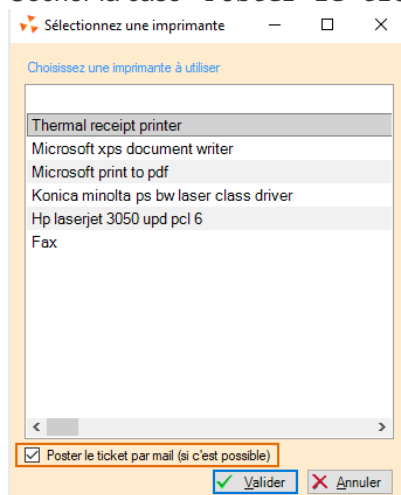 Sélectionnez une imprimante
Choisissez une imprimante à utiliser
Thermal receipt printer
Microsoft xps document writer
Microsoft print to pdf
Konica minolta ps bw laser class driver
Hp laserjet 3050 upd pcl 6
Fax
Poster le ticket par mail (si c'est possible)
Valider Annuler